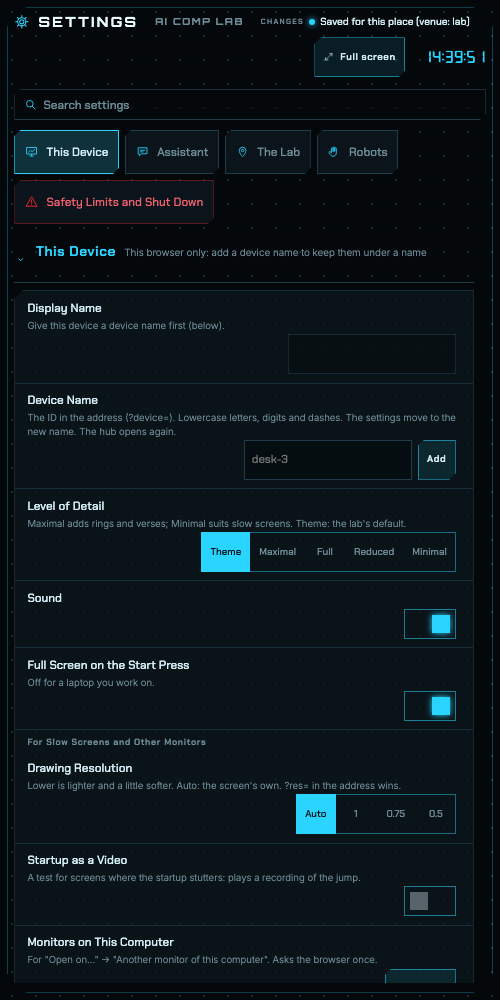 SETTINGS AI COMP LAB CHANGES Saved for this place (venue: lab)
Full screen 14:39:51
Search settings
This Device Assistant The Lab Robots
Safety Limits and Shut Down
This Device This browser only: add a device name to keep them under a name
Display Name
Give this device a device name first (below).
Device Name
The ID in the address (?device=). Lowercase letters, digits and dashes. The settings move to the
new name. The hub opens again.
desk-3 Add
Level of Detail
Maximal adds rings and verses; Minimal suits slow screens. Theme: the lab's default.
Theme Maximal Full Reduced Minimal
Sound
Full Screen on the Start Press
Off for a laptop you work on.
For Slow Screens and Other Monitors
Drawing Resolution
Lower is lighter and a little softer. Auto: the screen's own. ?res= in the address wins.
Auto 1 0.75 0.5
Startup as a Video
A test for screens where the startup stutters: plays a recording of the jump.
Monitors on This Computer
For "Open on..." → "Another monitor of this computer". Asks the browser once.